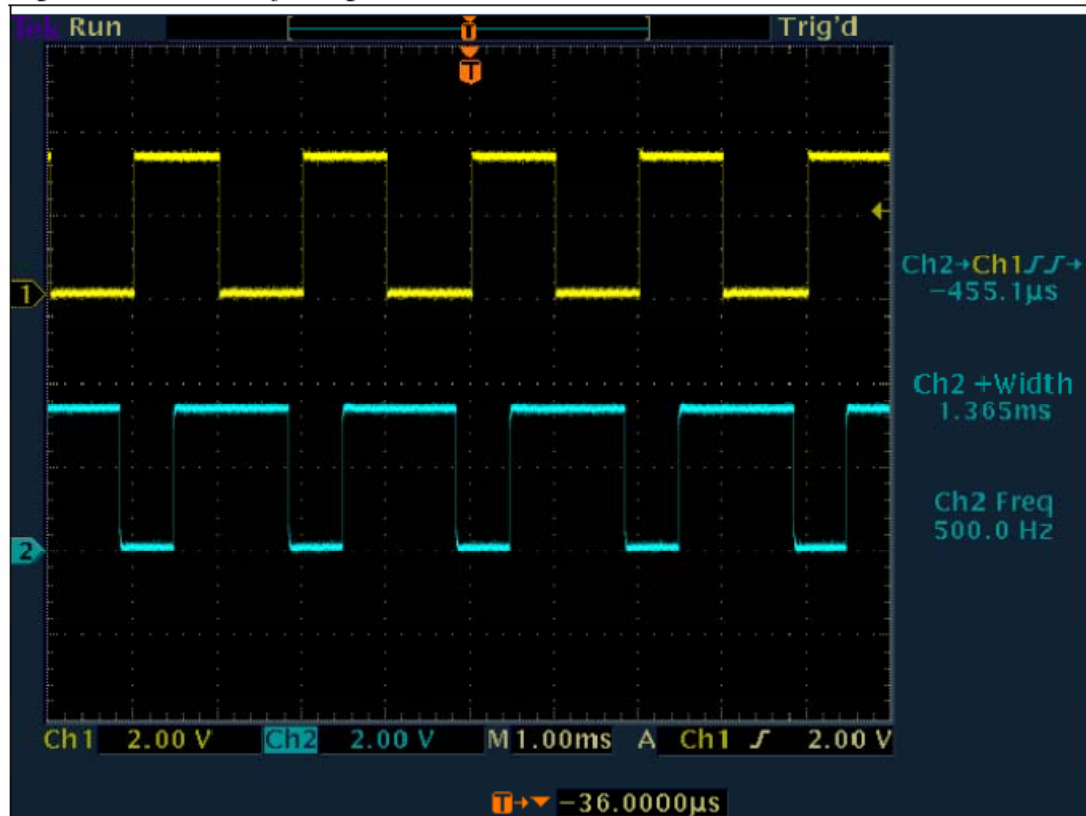 Tek Run Trig'd
T
T
1
Ch2→Ch1 ⎍⎍→
-455.1µs
Ch2 +Width
1.365ms
2
Ch2 Freq
500.0 Hz
Ch1 2.00 V Ch2 2.00 V M 1.00ms A Ch1 ƒ 2.00 V
T→▼ -36.0000µs